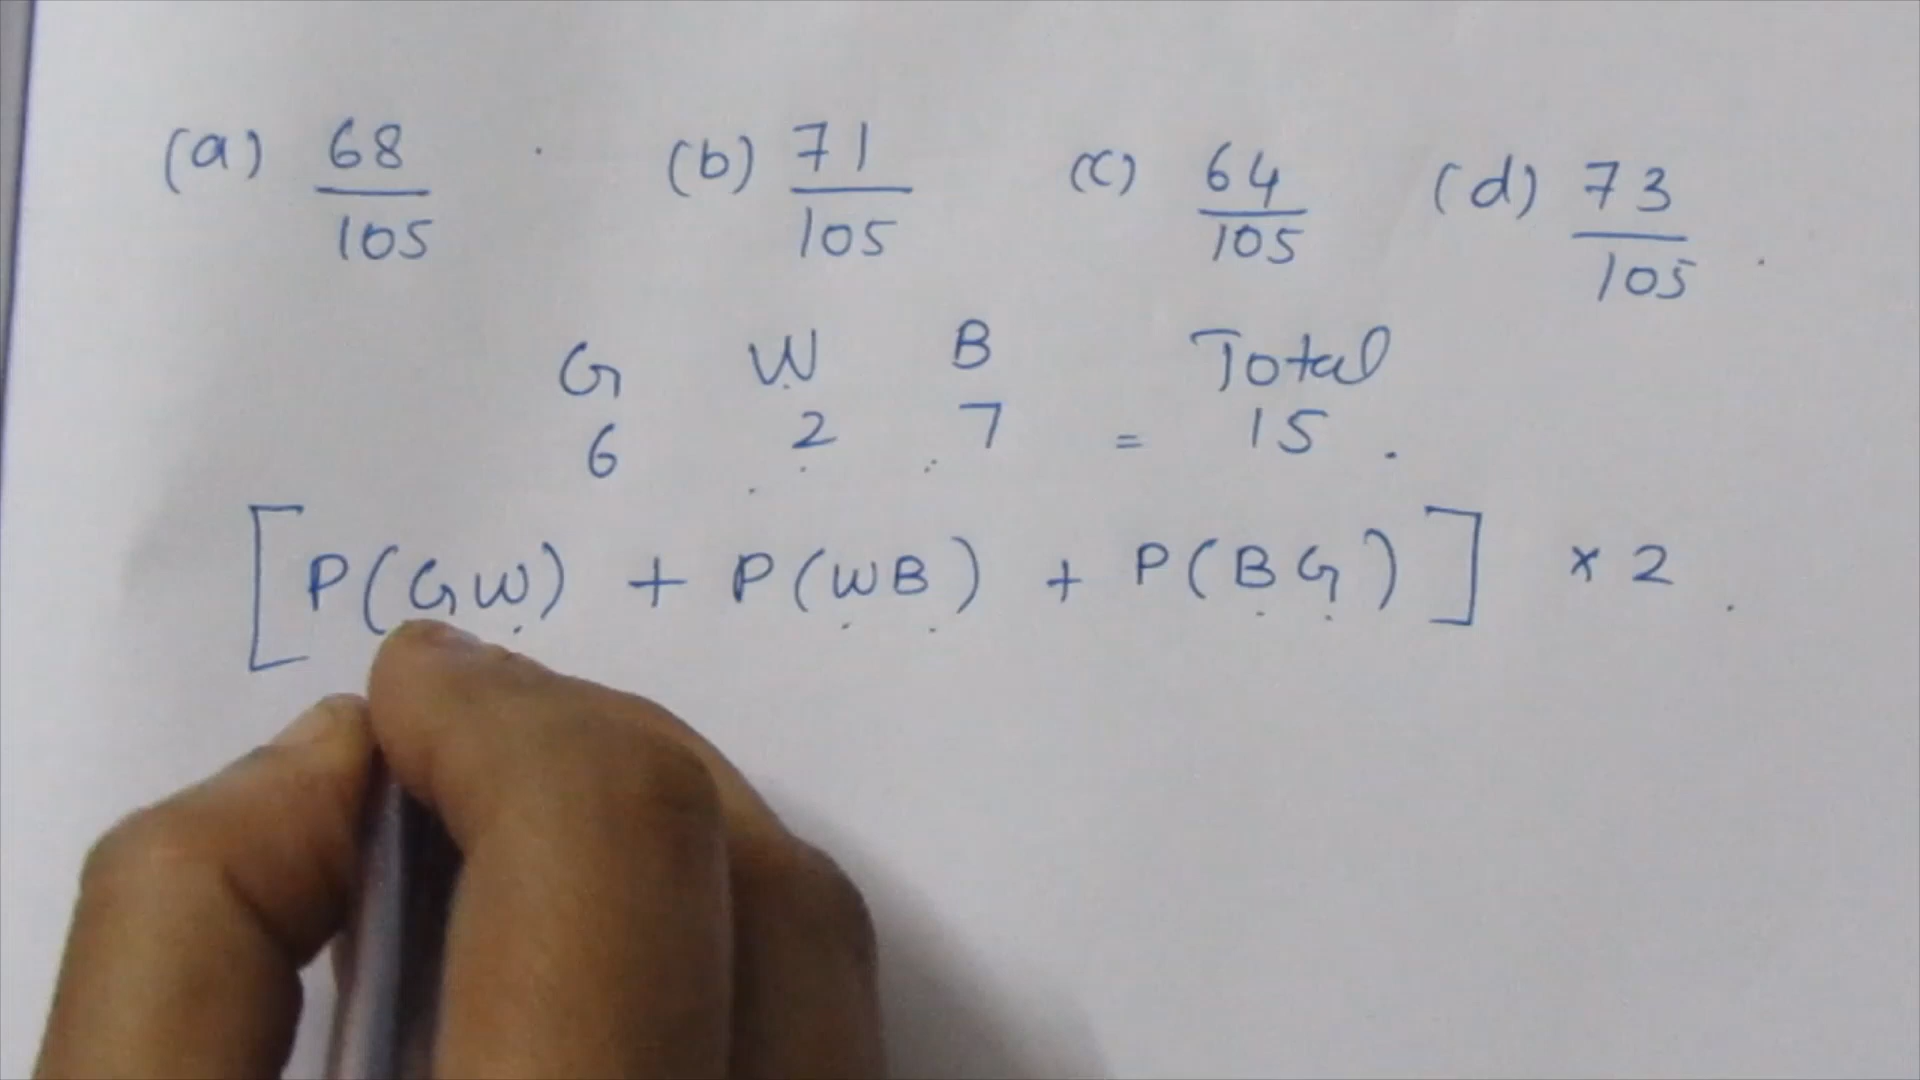 (a) 68/105 (b) 71/105 (c) 64/105 (d) 73/105
G W B Total
6 2 7 = 15
[P(GW) + P(WB) + P(BG)] × 2